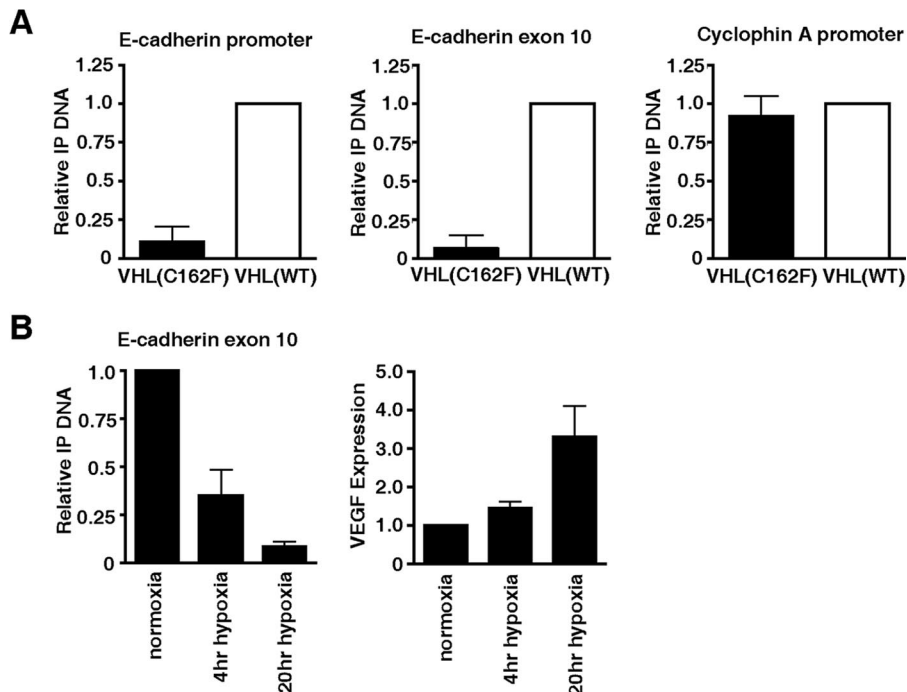 A
E-cadherin promoter
Relative IP DNA
1.25
1.0
0.75
0.5
0.25
0
VHL(C162F) VHL(WT)
E-cadherin exon 10
Relative IP DNA
1.25
1.0
0.75
0.5
0.25
0
VHL(C162F) VHL(WT)
Cyclophin A promoter
Relative IP DNA
1.25
1.0
0.75
0.5
0.25
0
VHL(C162F) VHL(WT)
B
E-cadherin exon 10
Relative IP DNA
1.0
0.75
0.5
0.25
0
normoxia
4hr hypoxia
20hr hypoxia
VEGF Expression
5.0
4.0
3.0
2.0
1.0
0
normoxia
4hr hypoxia
20hr hypoxia